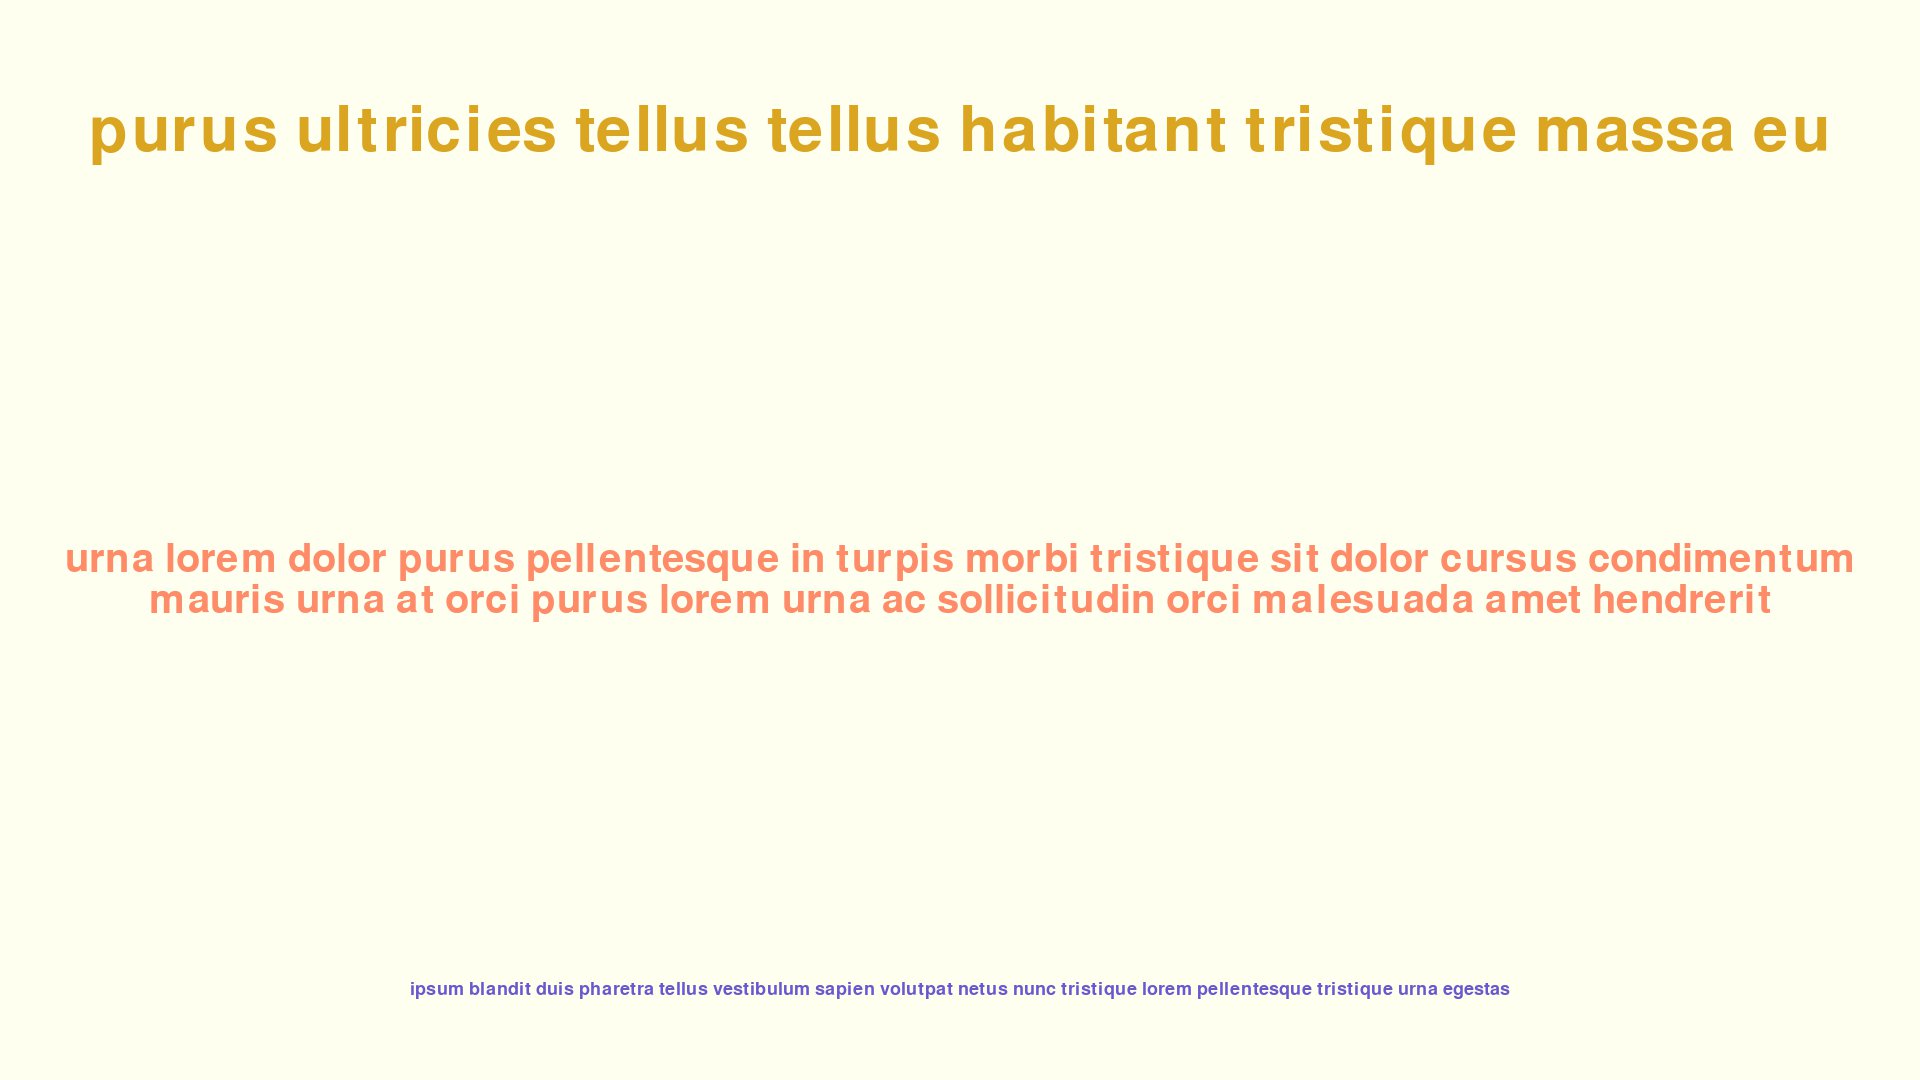 purus ultricies tellus tellus habitant tristique massa eu
urna lorem dolor purus pellentesque in turpis morbi tristique sit dolor cursus condimentum
mauris urna at orci purus lorem urna ac sollicitudin orci malesuada amet hendrerit
ipsum blandit duis pharetra tellus vestibulum sapien volutpat netus nunc tristique lorem pellentesque tristique urna egestas